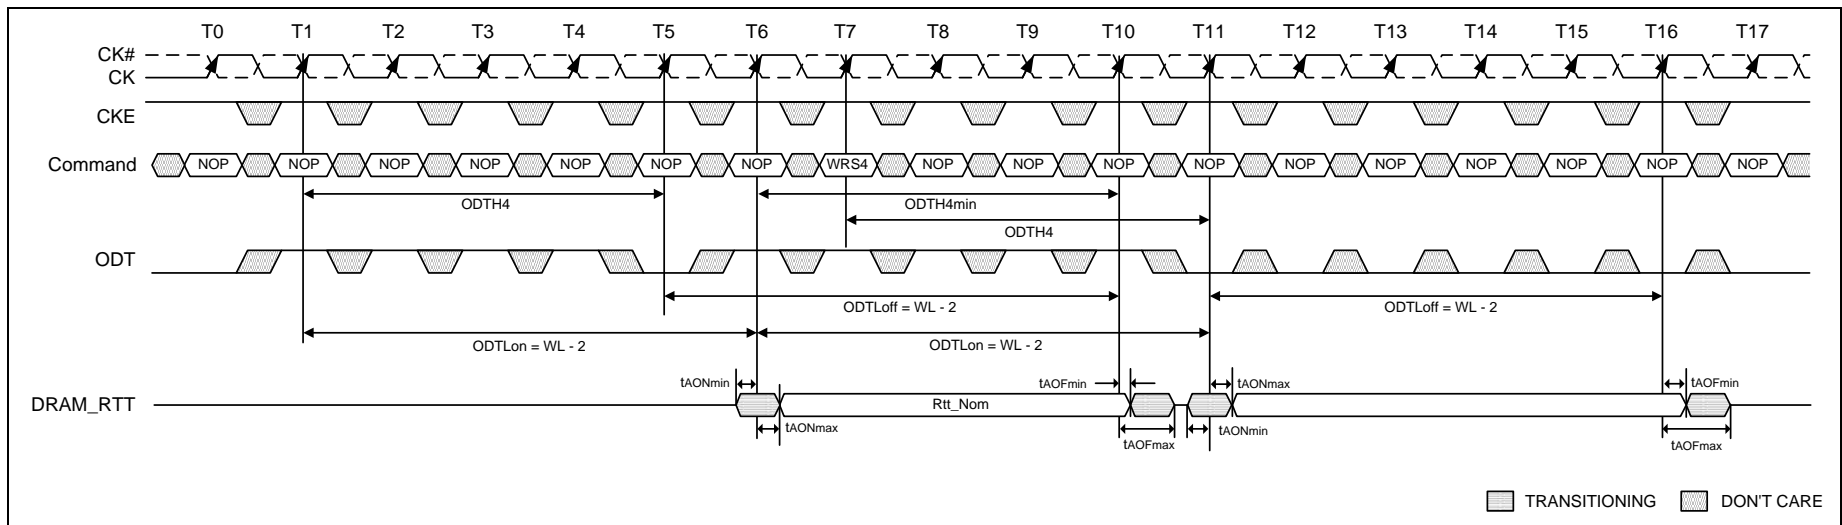 T0 T1 T2 T3 T4 T5 T6 T7 T8 T9 T10 T11 T12 T13 T14 T15 T16 T17
CK#
CK
CKE
Command NOP NOP NOP NOP NOP NOP NOP WRS4 NOP NOP NOP NOP NOP NOP NOP NOP NOP NOP
ODTH4 ODTH4min
ODTH4
ODT
ODTLoff = WL - 2 ODTLoff = WL - 2
ODTLon = WL - 2 ODTLon = WL - 2
tAONmin tAOFmin tAONmax tAOFmin
DRAM_RTT Rtt_Nom
tAONmax tAOFmax tAONmin tAOFmax
TRANSITIONING DON'T CARE